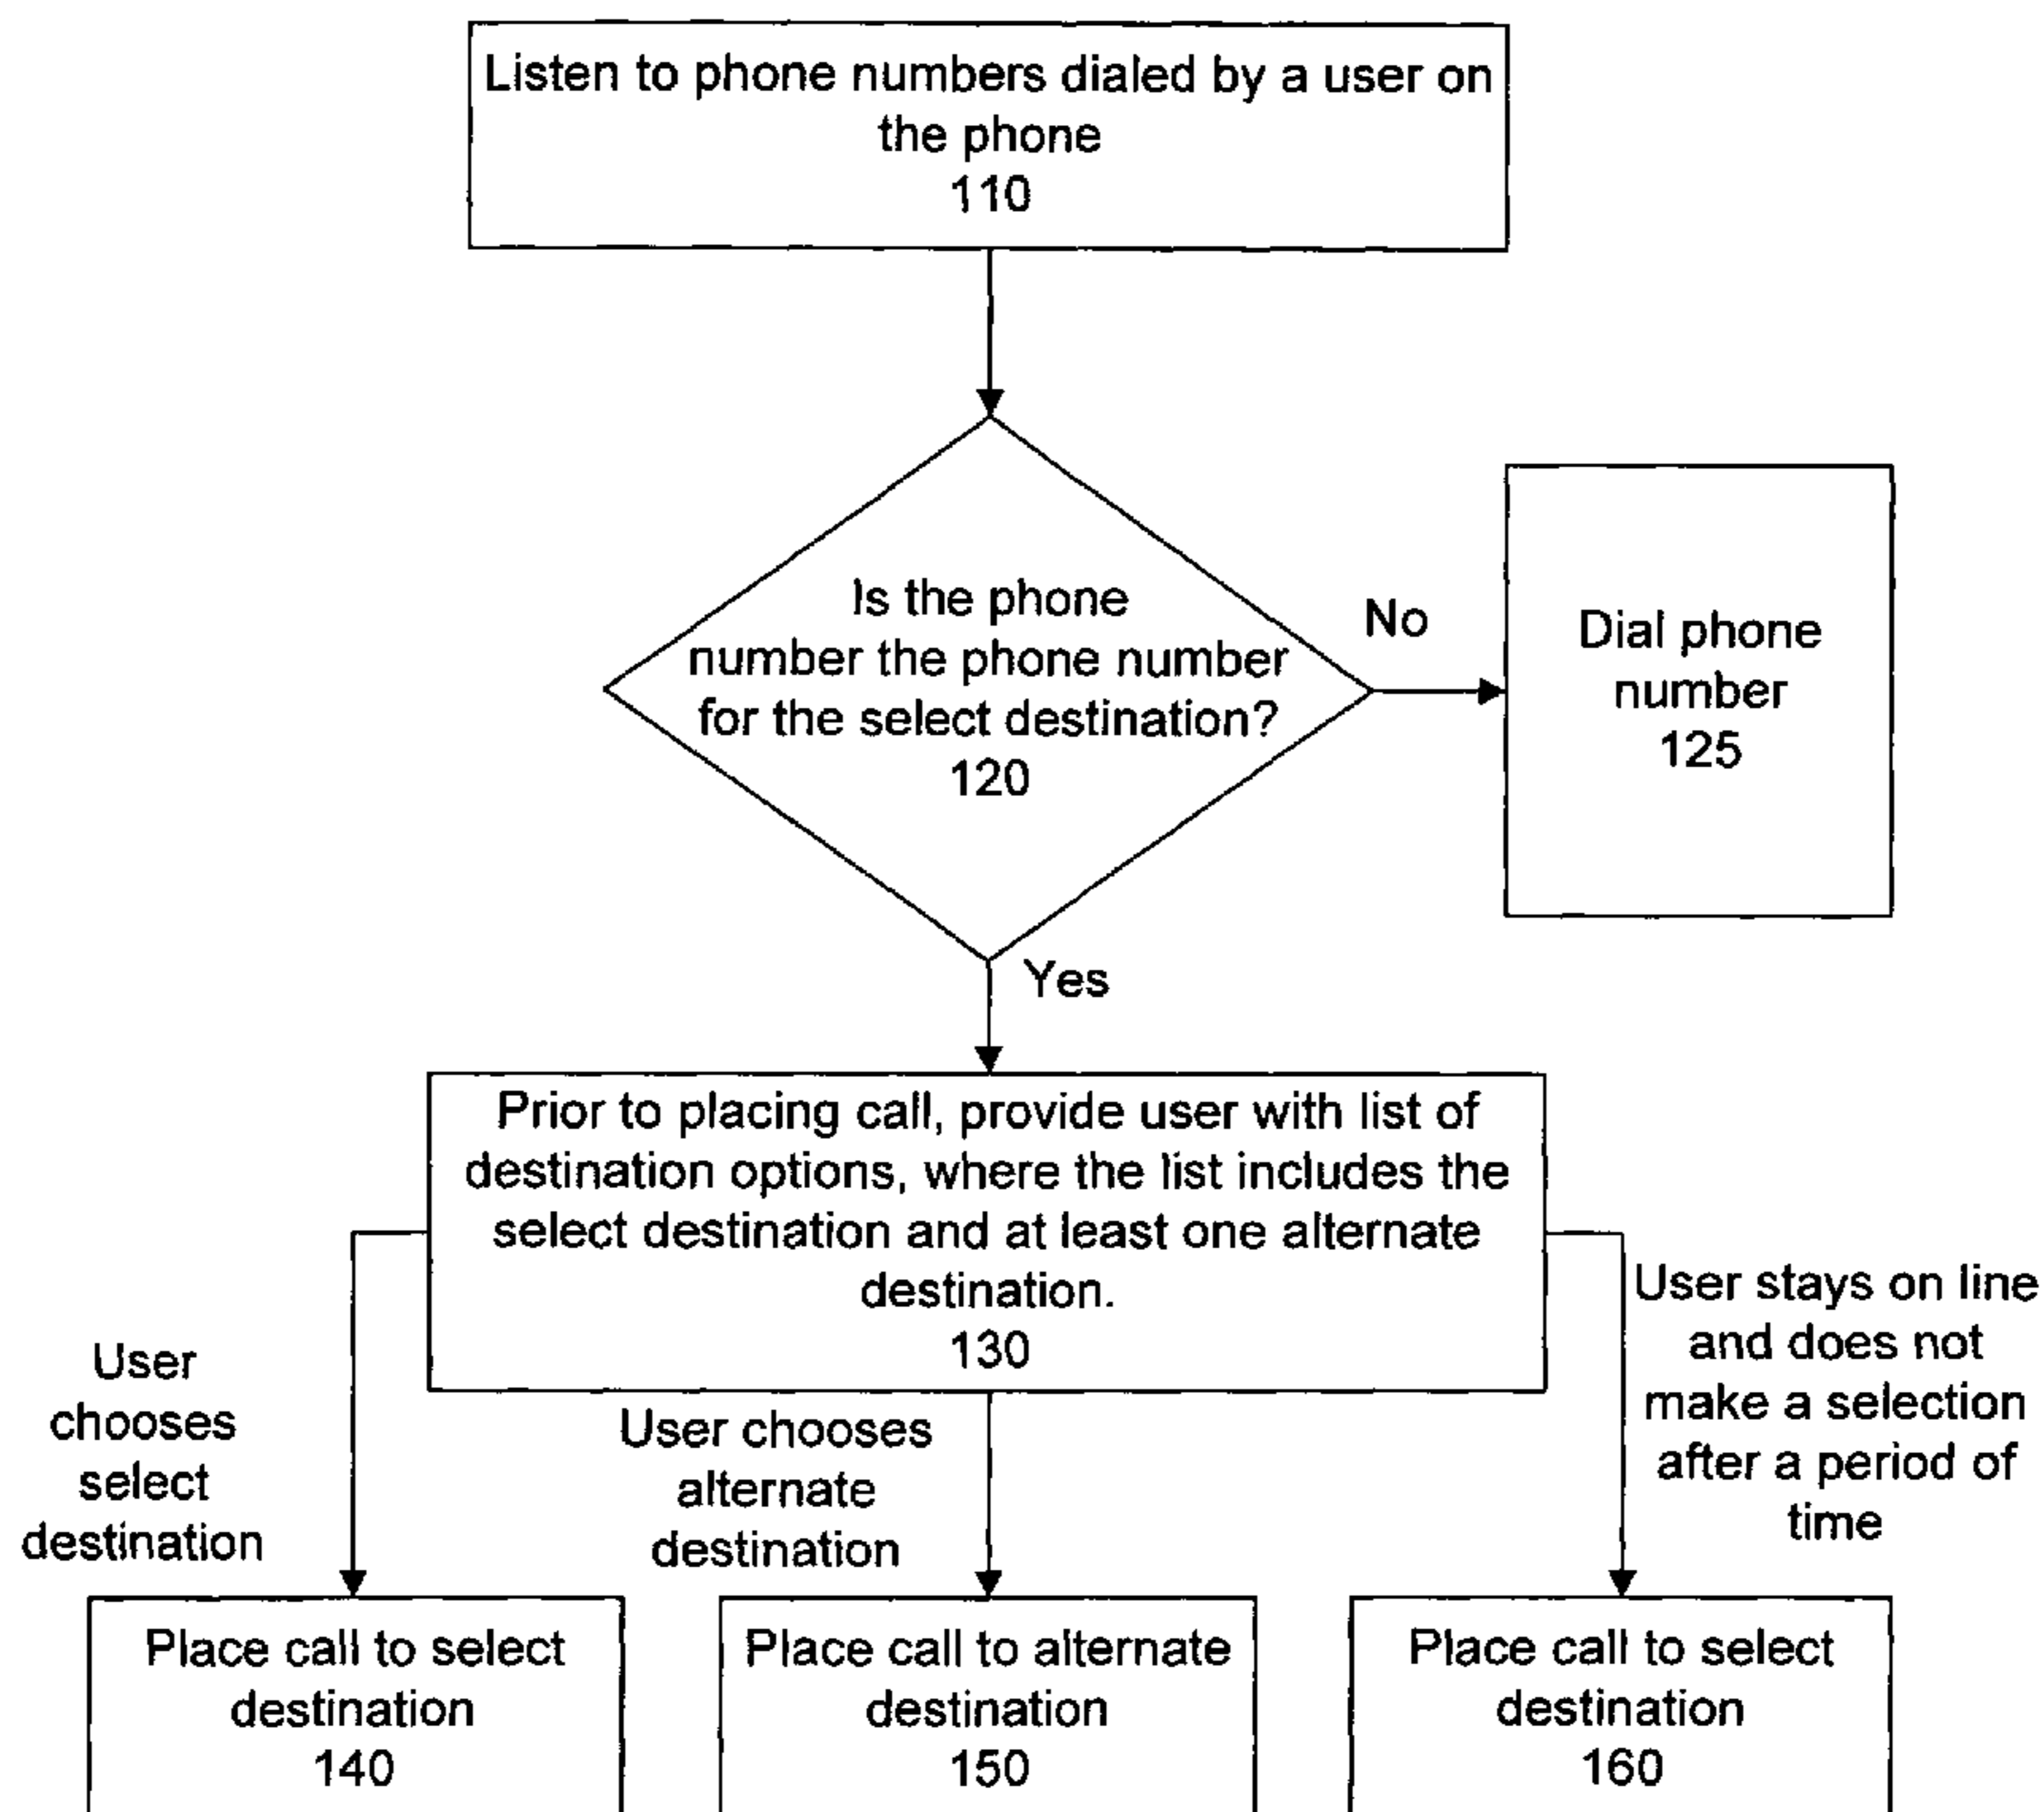 Listen to phone numbers dialed by a user on
the phone
110
Is the phone
number the phone number
for the select destination?
120
No
Dial phone
number
125
Yes
Prior to placing call, provide user with list of
destination options, where the list includes the
select destination and at least one alternate
destination.
130
User
chooses
select
destination
User chooses
alternate
destination
User stays on line
and does not
make a selection
after a period of
time
Place call to select
destination
140
Place call to alternate
destination
150
Place call to select
destination
160